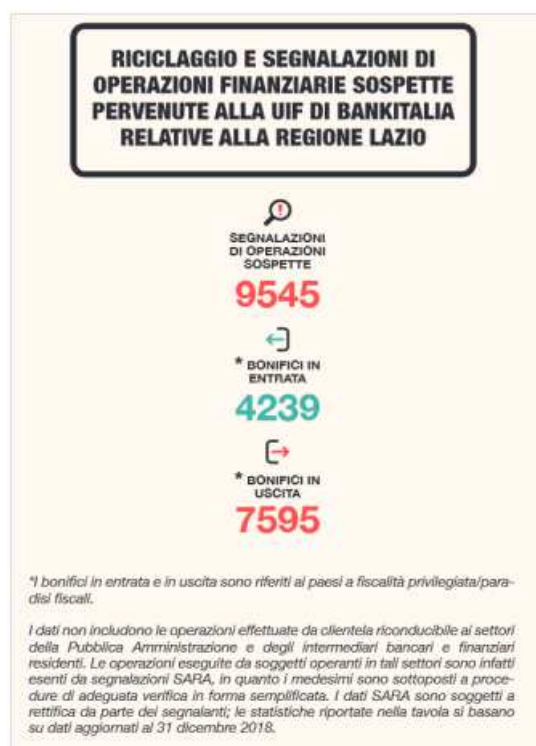 RICICLAGGIO E SEGNALAZIONI DI
OPERAZIONI FINANZIARIE SOSPETTE
PERVENUTE ALLA UIF DI BANKITALIA
RELATIVE ALLA REGIONE LAZIO
SEGNALAZIONI
DI OPERAZIONI
SOSPETTE
9545
* BONIFICI IN
ENTRATA
4239
* BONIFICI IN
USCITA
7595
*I bonifici in entrata e in uscita sono riferiti ai paesi a fiscalità privilegiata/para-
disi fiscali.
I dati non includono le operazioni effettuate da clientela riconducibile ai settori
della Pubblica Amministrazione e degli intermediari bancari e finanziari
residenti. Le operazioni eseguite da soggetti operanti in tali settori sono infatti
esenti da segnalazioni SARA, in quanto i medesimi sono sottoposti a proce-
dure di adeguata verifica in forma semplificata. I dati SARA sono soggetti a
rettifica da parte dei segnalanti; le statistiche riportate nella tavola si basano
su dati aggiornati al 31 dicembre 2018.